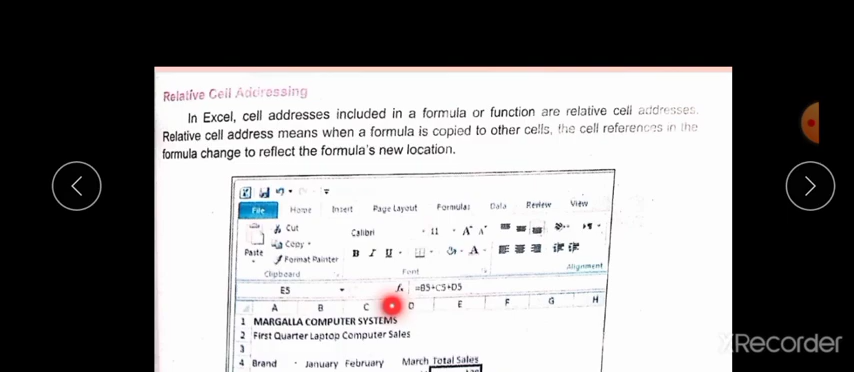 Relative Cell Addressing
In Excel, cell addresses included in a formula or function are relative cell addresses.
Relative cell address means when a formula is copied to other cells, the cell references in the
formula change to reflect the formula's new location.
File Home Insert Page Layout Formulas Data Review View
Cut
Calibri 11 A A
Copy
Paste
B I U A
Format Painter
Clipboard Font Alignment
E5 fx =B5+C5+D5
A B C D E F G H
1 MARGALLA COMPUTER SYSTEMS
2 First Quarter Laptop Computer Sales
3
4 Brand January February March Total Sales
XRecorder